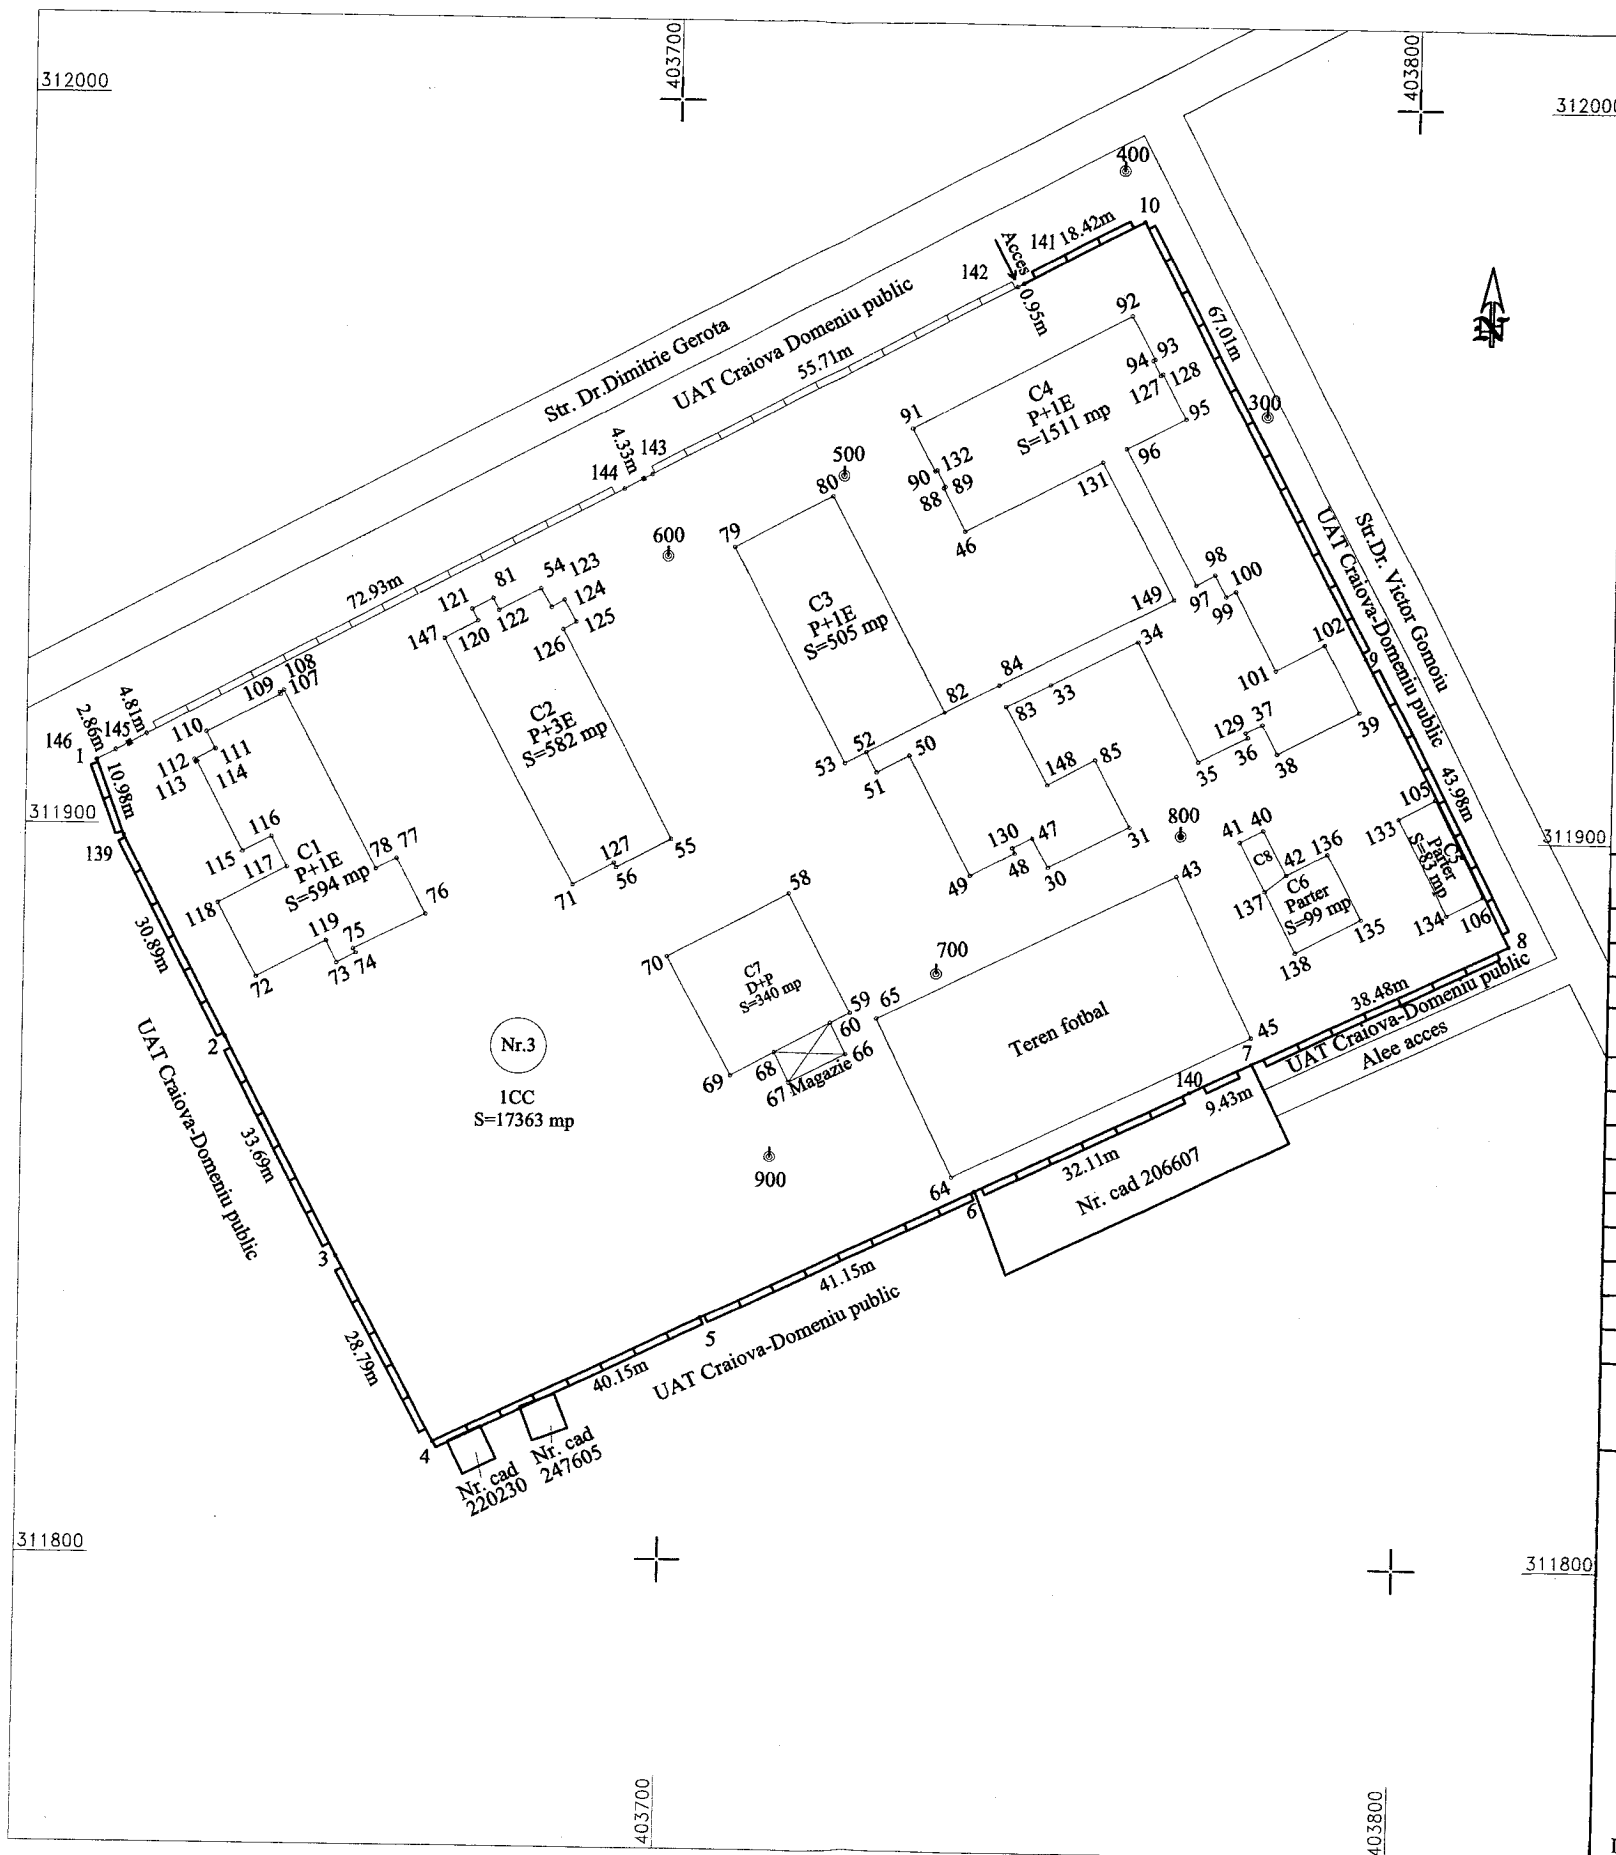 403700
403800
312000
312000
400
10
141
18.42m
Acces
142
0.95m
92
67.01m
Str. Dr.Dimitrie Gerota
UAT Craiova Domeniu public
55.71m
N
C4
P+1E
S=1511 mp
94
93
127
128
91
95
300
4.33m
143
144
500
90
132
88
89
96
131
46
80
79
600
72.93m
54
123
81
121
124
122
125
120
147
126
98
100
97
99
149
Str.Dr. Victor Gomoiu
UAT Craiova-Domeniu public
C3
P+1E
S=505 mp
34
102
9
101
108
109
107
84
82
33
83
4.81m
2.86m
145
146
1
110
111
112
113
114
10.98m
C2
P+3E
S=582 mp
52
53
50
51
129
37
36
39
38
35
85
148
43.98m
311900
311900
116
115
117
C1
P+1E
S=594 mp
78
77
139
127
55
56
71
130
47
48
49
30
31
800
41
40
C8
42
136
C6
Parter
S=99 mp
137
135
138
105
133
C5
Parter
S=83 mp
134
106
8
118
76
119
75
74
73
72
30.89m
58
43
70
C7
D+P
S=340 mp
700
59
65
60
66
68
69
67
Magazie
Teren fotbal
45
7
38.48m
UAT Craiova-Domeniu public
Alee acces
2
Nr.3
1CC
S=17363 mp
UAT Craiova-Domeniu public
33.69m
140
9.43m
900
64
32.11m
6
Nr. cad 206607
3
41.15m
28.79m
5
UAT Craiova-Domeniu public
40.15m
4
Nr. cad
220230
Nr. cad
247605
311800
311800
403700
403800